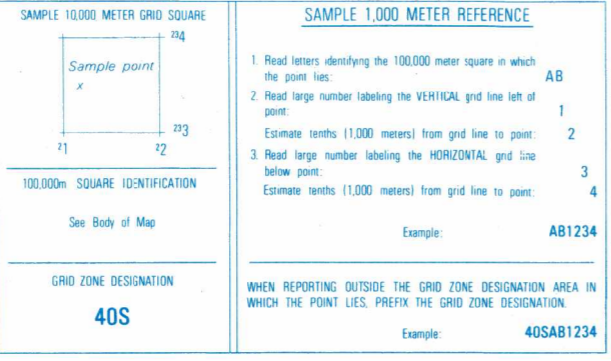 SAMPLE 10,000 METER GRID SQUARE
234
Sample point
x
233
21
22
100,000m SQUARE IDENTIFICATION
See Body of Map
GRID ZONE DESIGNATION
40S
SAMPLE 1,000 METER REFERENCE
1. Read letters identifying the 100,000 meter square in which
the point lies: AB
2. Read large number labeling the VERTICAL grid line left of
point: 1
Estimate tenths (1,000 meters) from grid line to point: 2
3. Read large number labeling the HORIZONTAL grid line
below point: 3
Estimate tenths (1,000 meters) from grid line to point: 4
Example: AB1234
WHEN REPORTING OUTSIDE THE GRID ZONE DESIGNATION AREA IN
WHICH THE POINT LIES, PREFIX THE GRID ZONE DESIGNATION.
Example: 40SAB1234